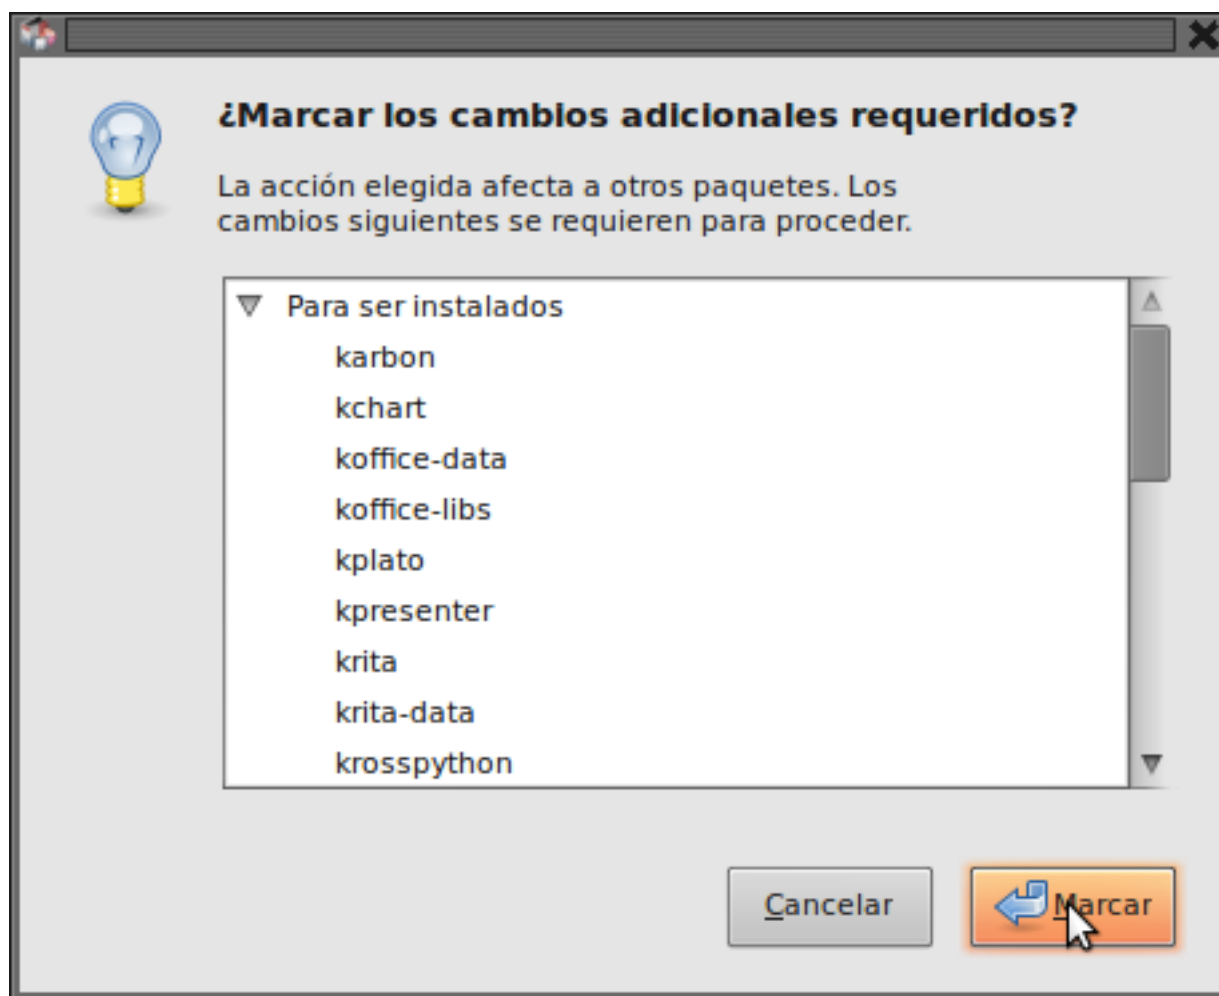 ¿Marcar los cambios adicionales requeridos?
La acción elegida afecta a otros paquetes. Los
cambios siguientes se requieren para proceder.
Para ser instalados
karbon
kchart
koffice-data
koffice-libs
kplato
kpresenter
krita
krita-data
krosspython
Cancelar
Marcar